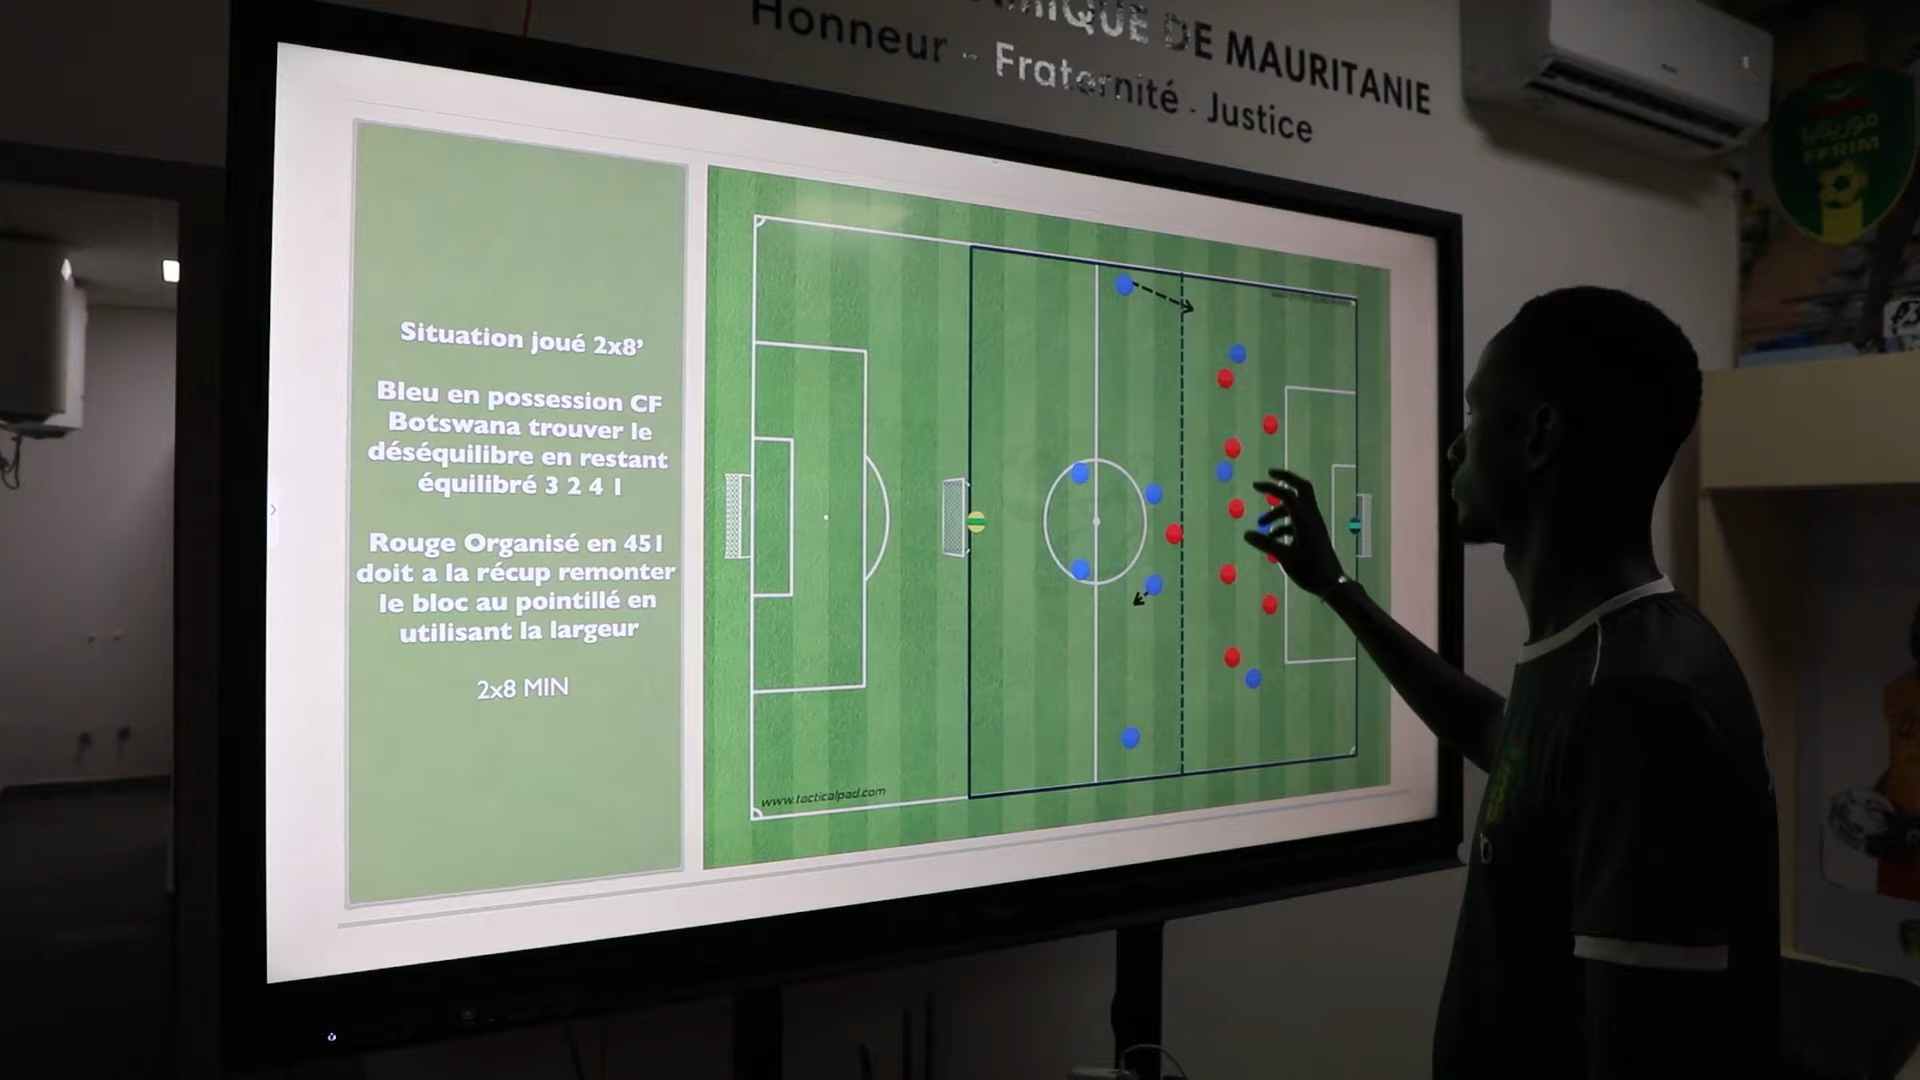 DE MAURITANIE
Honneur - Fraternité - Justice
موريتانيا
FFRIM
Situation joué 2x8’
Bleu en possession CF
Botswana trouver le
déséquilibre en restant
équilibré 3 2 4 1
Rouge Organisé en 451
doit a la récup remonter
le bloc au pointillé en
utilisant la largeur
2x8 MIN
www.tacticalpad.com